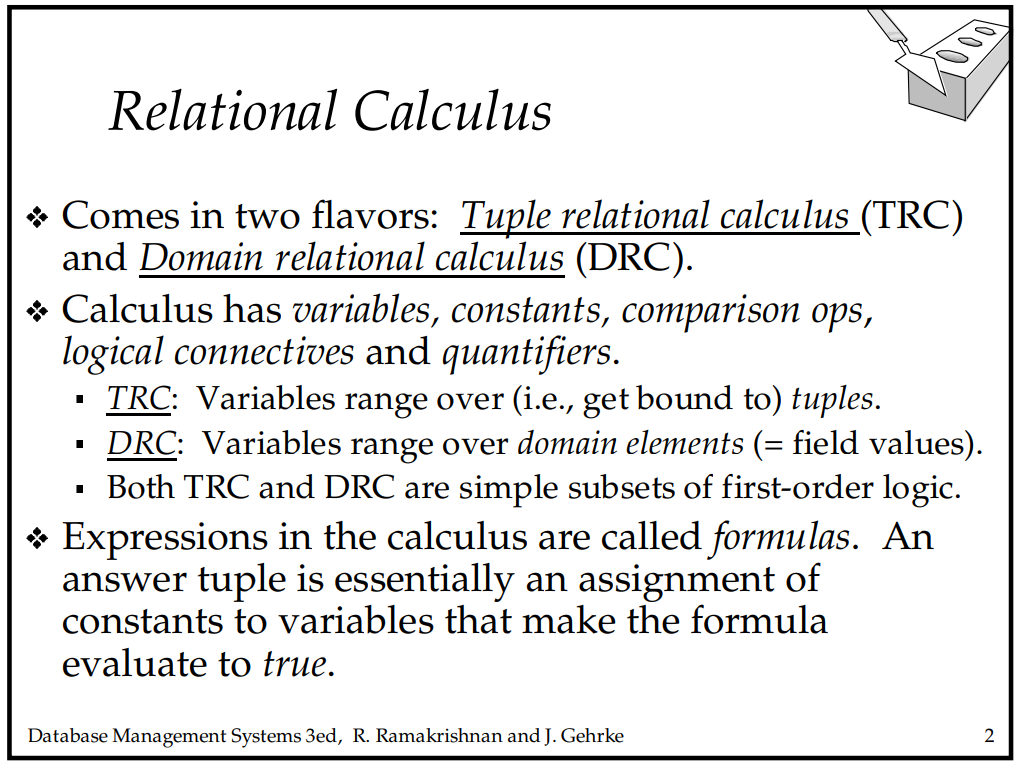 Relational Calculus
❖ Comes in two flavors: Tuple relational calculus (TRC)
and Domain relational calculus (DRC).
❖ Calculus has variables, constants, comparison ops,
logical connectives and quantifiers.
▪ TRC: Variables range over (i.e., get bound to) tuples.
▪ DRC: Variables range over domain elements (= field values).
▪ Both TRC and DRC are simple subsets of first-order logic.
❖ Expressions in the calculus are called formulas. An
answer tuple is essentially an assignment of
constants to variables that make the formula
evaluate to true.
Database Management Systems 3ed, R. Ramakrishnan and J. Gehrke 2